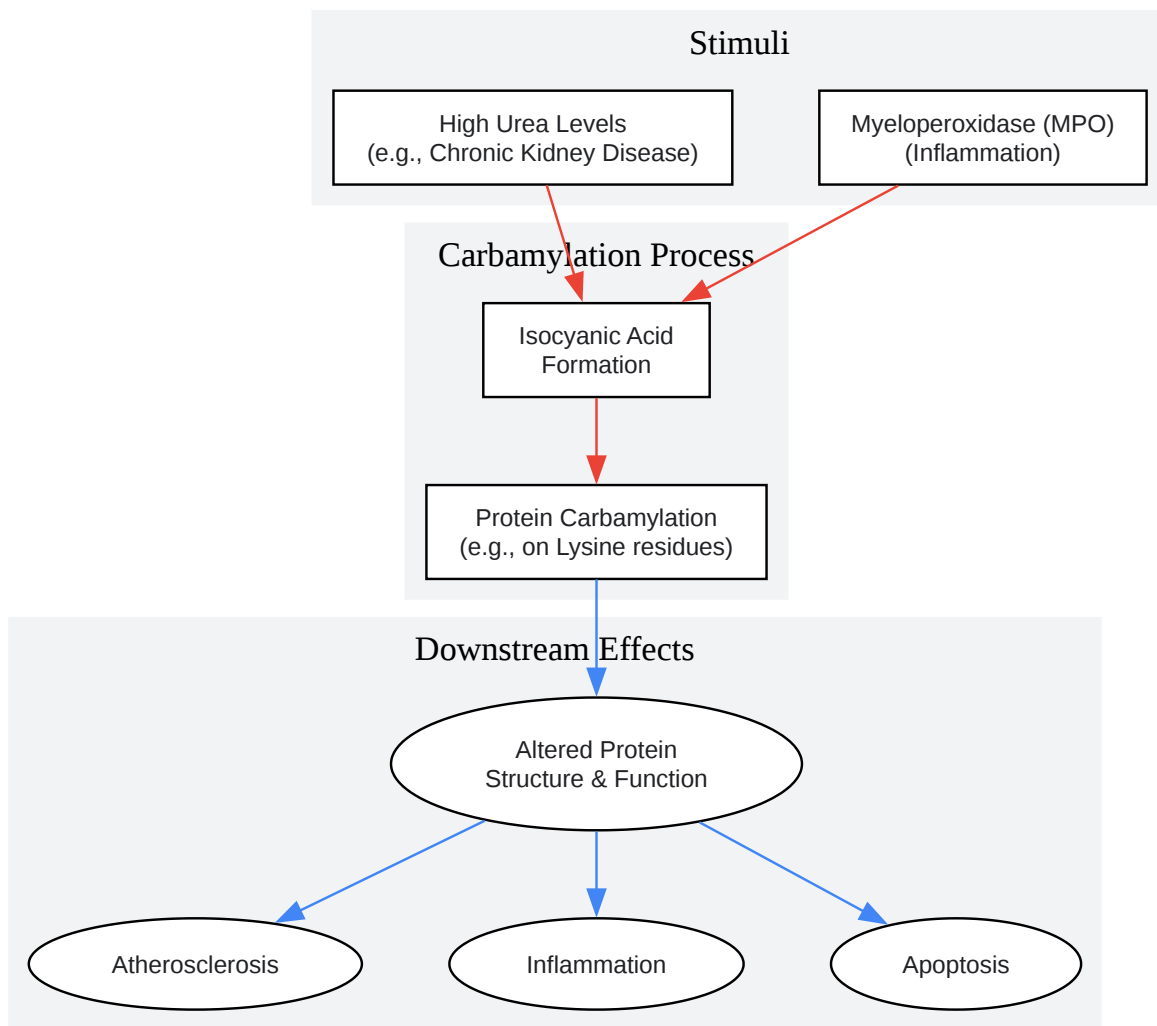 Stimuli
High Urea Levels
(e.g., Chronic Kidney Disease)
Myeloperoxidase (MPO)
(Inflammation)
Carbamylation Process
Isocyanic Acid
Formation
Protein Carbamylation
(e.g., on Lysine residues)
Downstream Effects
Altered Protein
Structure & Function
Atherosclerosis
Inflammation
Apoptosis